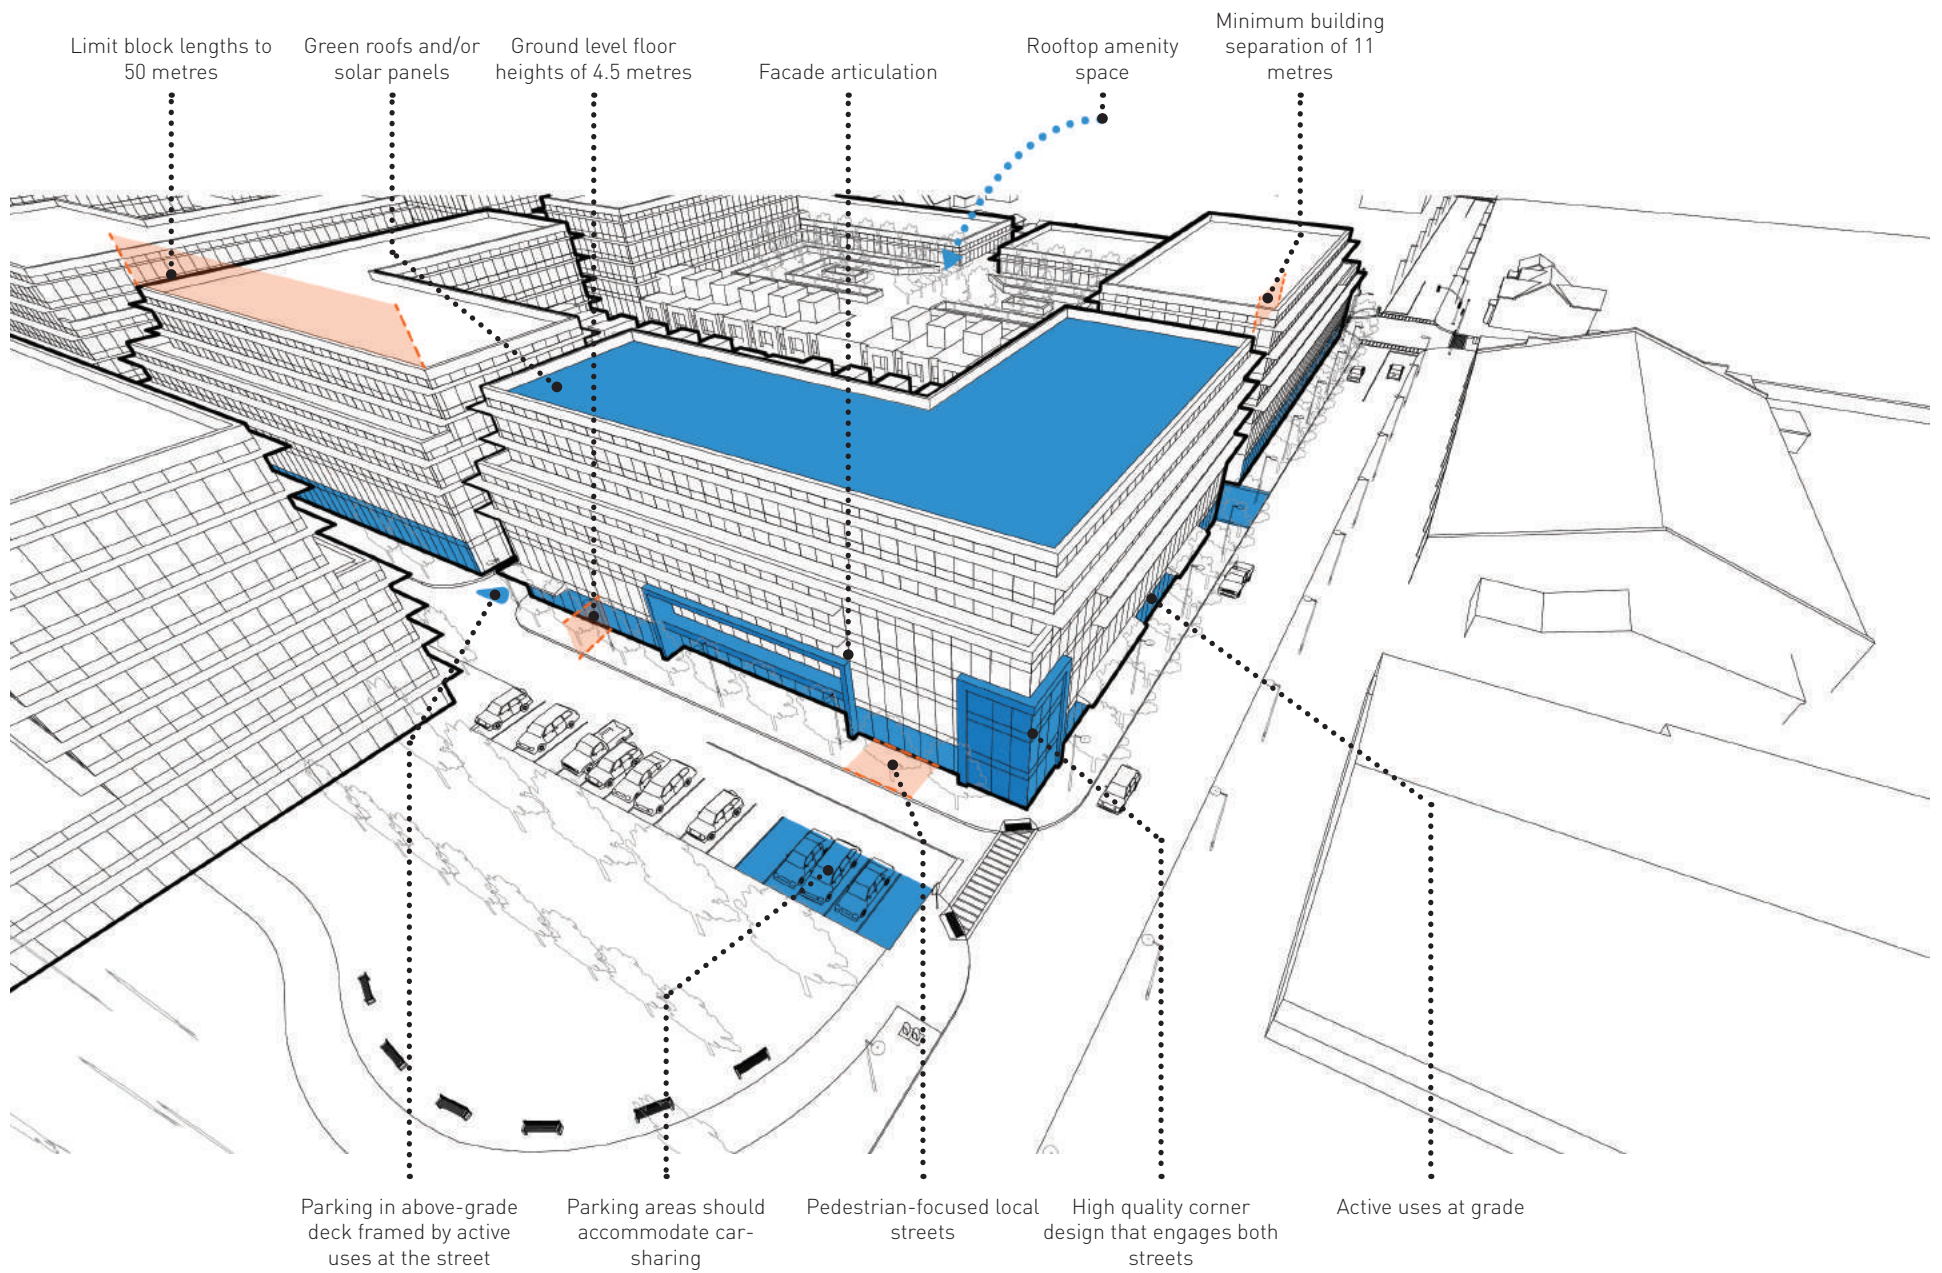 Limit block lengths to
50 metres
Green roofs and/or
solar panels
Ground level floor
heights of 4.5 metres
Facade articulation
Rooftop amenity
space
Minimum building
separation of 11
metres
Parking in above-grade
deck framed by active
uses at the street
Parking areas should
accommodate car-
sharing
Pedestrian-focused local
streets
High quality corner
design that engages both
streets
Active uses at grade